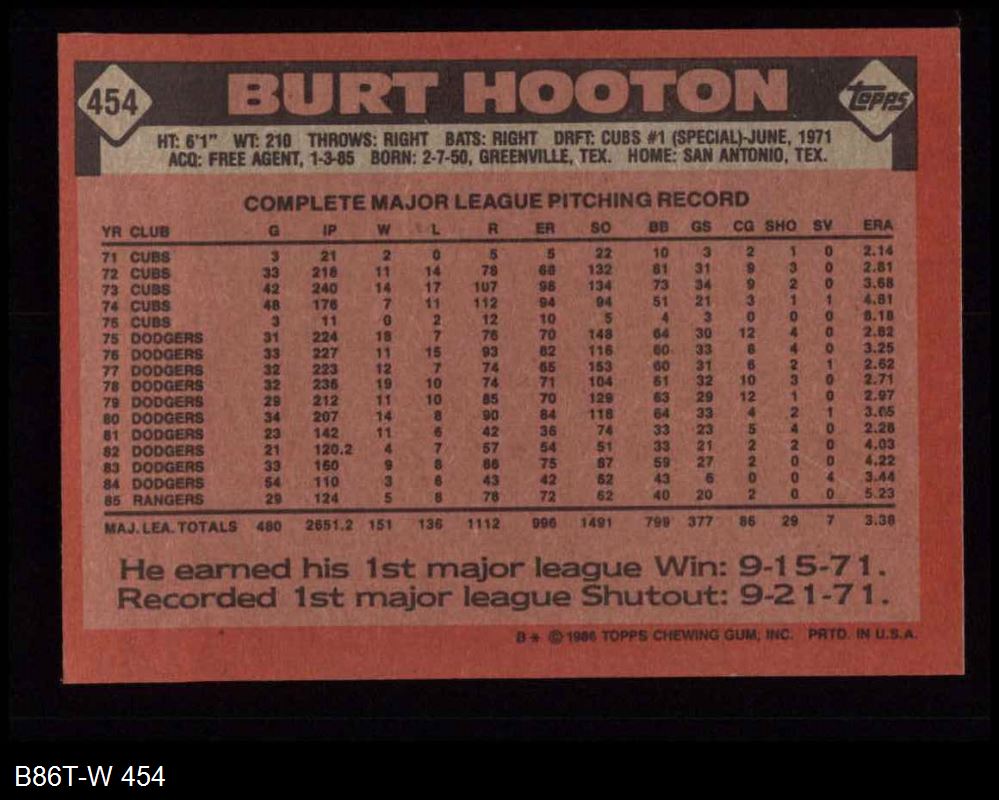 454 BURT HOOTON topps
HT: 6'1" WT: 210 THROWS: RIGHT BATS: RIGHT DRFT: CUBS #1 (SPECIAL)-JUNE, 1971
ACQ: FREE AGENT, 1-3-85 BORN: 2-7-50, GREENVILLE, TEX. HOME: SAN ANTONIO, TEX.
COMPLETE MAJOR LEAGUE PITCHING RECORD
YR CLUB G IP W L R ER SO BB GS CG SHO SV ERA
71 CUBS 3 21 2 0 5 5 22 10 3 2 1 0 2.14
72 CUBS 33 218 11 14 78 68 132 81 31 9 3 0 2.81
73 CUBS 42 240 14 17 107 98 134 73 34 9 2 0 3.68
74 CUBS 48 176 7 11 112 94 94 51 21 3 1 1 4.81
75 CUBS 3 11 0 2 12 10 5 4 3 0 0 0 8.18
75 DODGERS 31 224 18 7 76 70 148 64 30 12 4 0 2.82
76 DODGERS 33 227 11 15 93 82 116 60 33 8 4 0 3.25
77 DODGERS 32 223 12 7 74 65 153 60 31 6 2 1 2.62
78 DODGERS 32 236 19 10 74 71 104 61 32 10 3 0 2.71
79 DODGERS 29 212 11 10 85 70 129 63 29 12 1 0 2.97
80 DODGERS 34 207 14 8 90 84 118 64 33 4 2 1 3.65
81 DODGERS 23 142 11 6 42 36 74 33 23 5 4 0 2.28
82 DODGERS 21 120.2 4 7 57 54 51 33 21 2 2 0 4.03
83 DODGERS 33 160 9 8 86 75 87 59 27 2 0 0 4.22
84 DODGERS 54 110 3 6 43 42 62 43 6 0 0 4 3.44
85 RANGERS 29 124 5 8 78 72 62 40 20 2 0 0 5.23
MAJ. LEA. TOTALS 480 2651.2 151 136 1112 996 1491 799 377 86 29 7 3.38
He earned his 1st major league Win: 9-15-71.
Recorded 1st major league Shutout: 9-21-71.
B* © 1986 TOPPS CHEWING GUM, INC. PRTD. IN U.S.A.
B86T-W 454